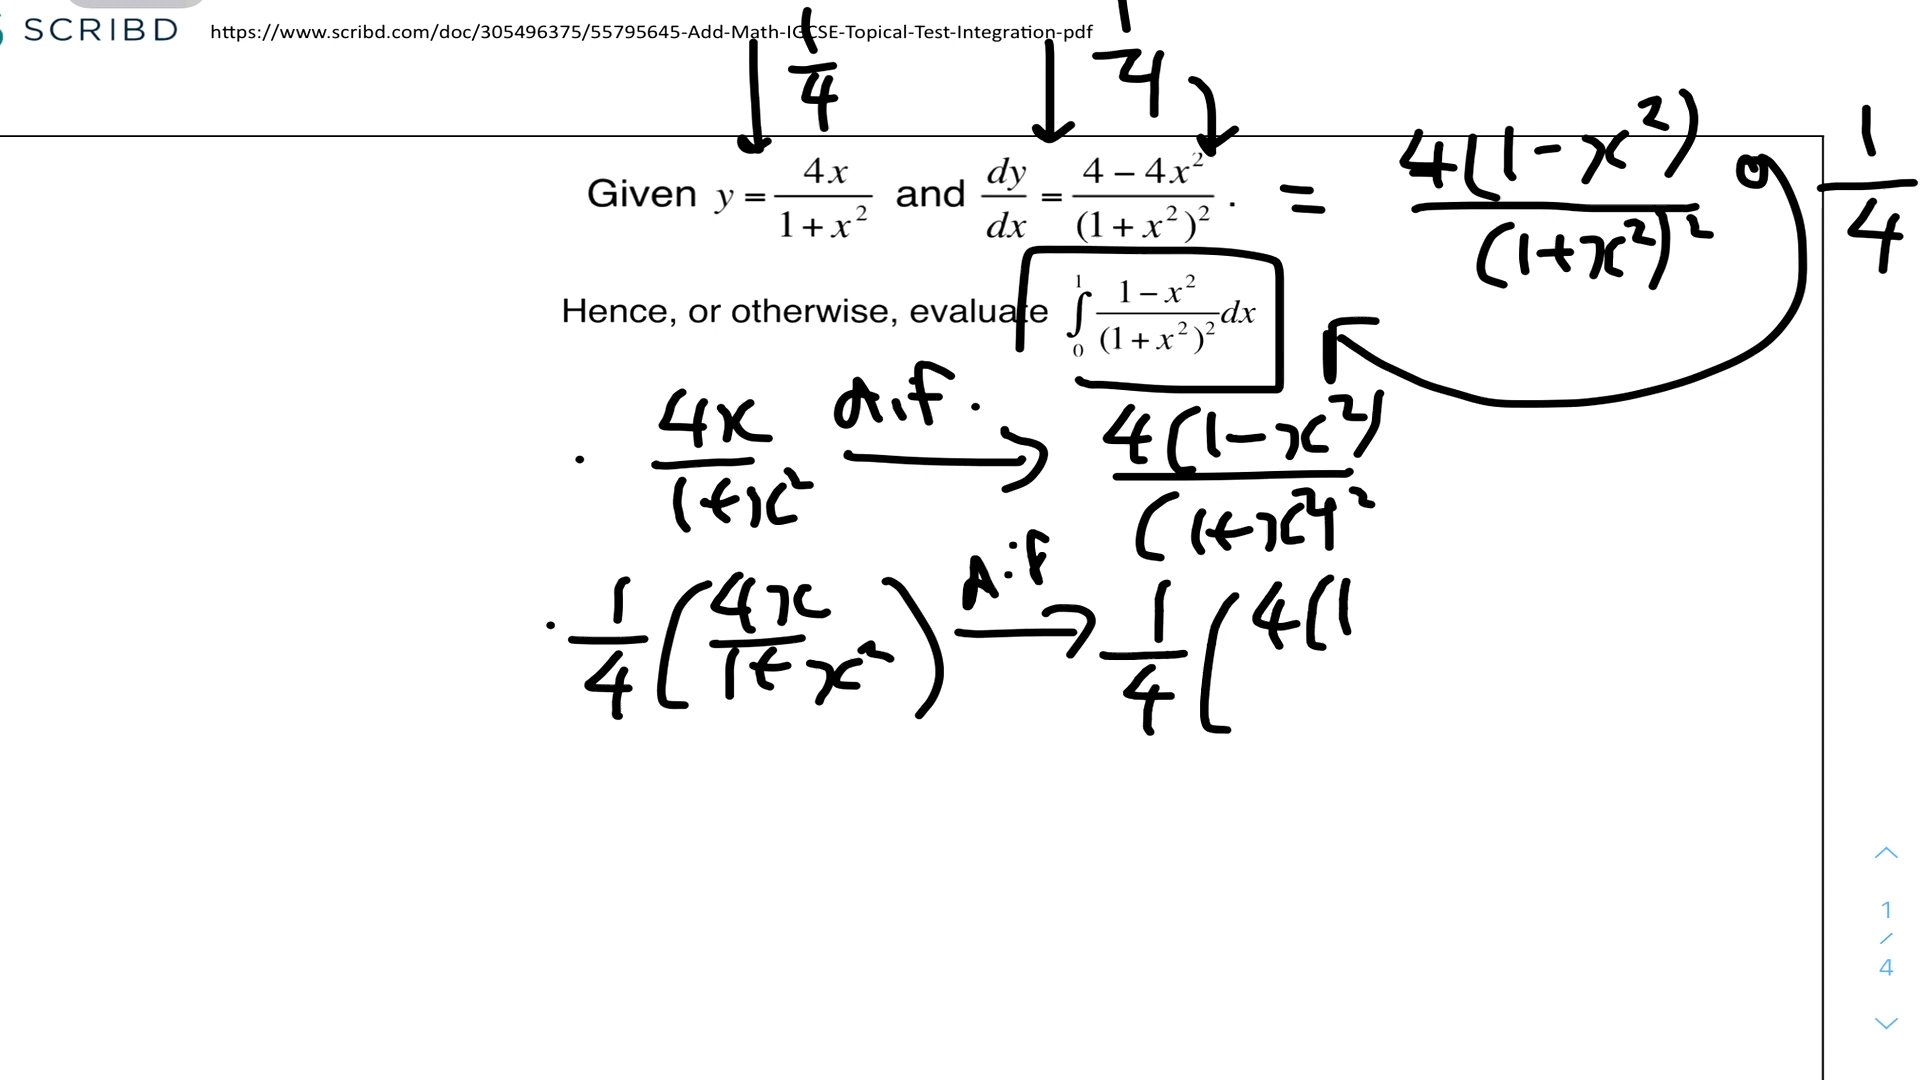 SCRIBD https://www.scribd.com/doc/305496375/55795645-Add-Math-IGCSE-Topical-Test-Integration-pdf
1/4 1/4
Given y = 4x/(1 + x²) and dy/dx = (4 − 4x²)/(1 + x²)² . = 4(1-x²)/(1+x²)² 1/4
Hence, or otherwise, evaluate ∫₀¹ (1 − x²)/(1 + x²)² dx
· 4x/(1+x²) d.f. → 4(1-x²)/(1+x²)²
· 1/4 (4x/(1+x²)) d.f → 1/4 ( 4(1
1
/
4